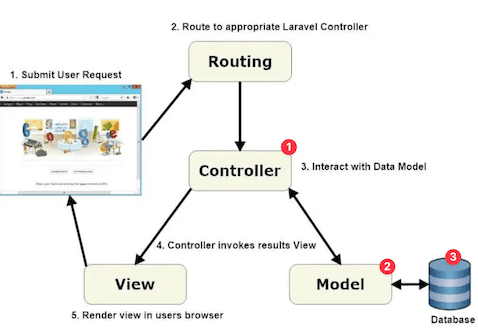 2. Route to appropriate Laravel Controller
Routing
1. Submit User Request
1
Controller
3. Interact with Data Model
4. Controller invokes results View
2
3
View
Model
5. Render view in users browser
Database